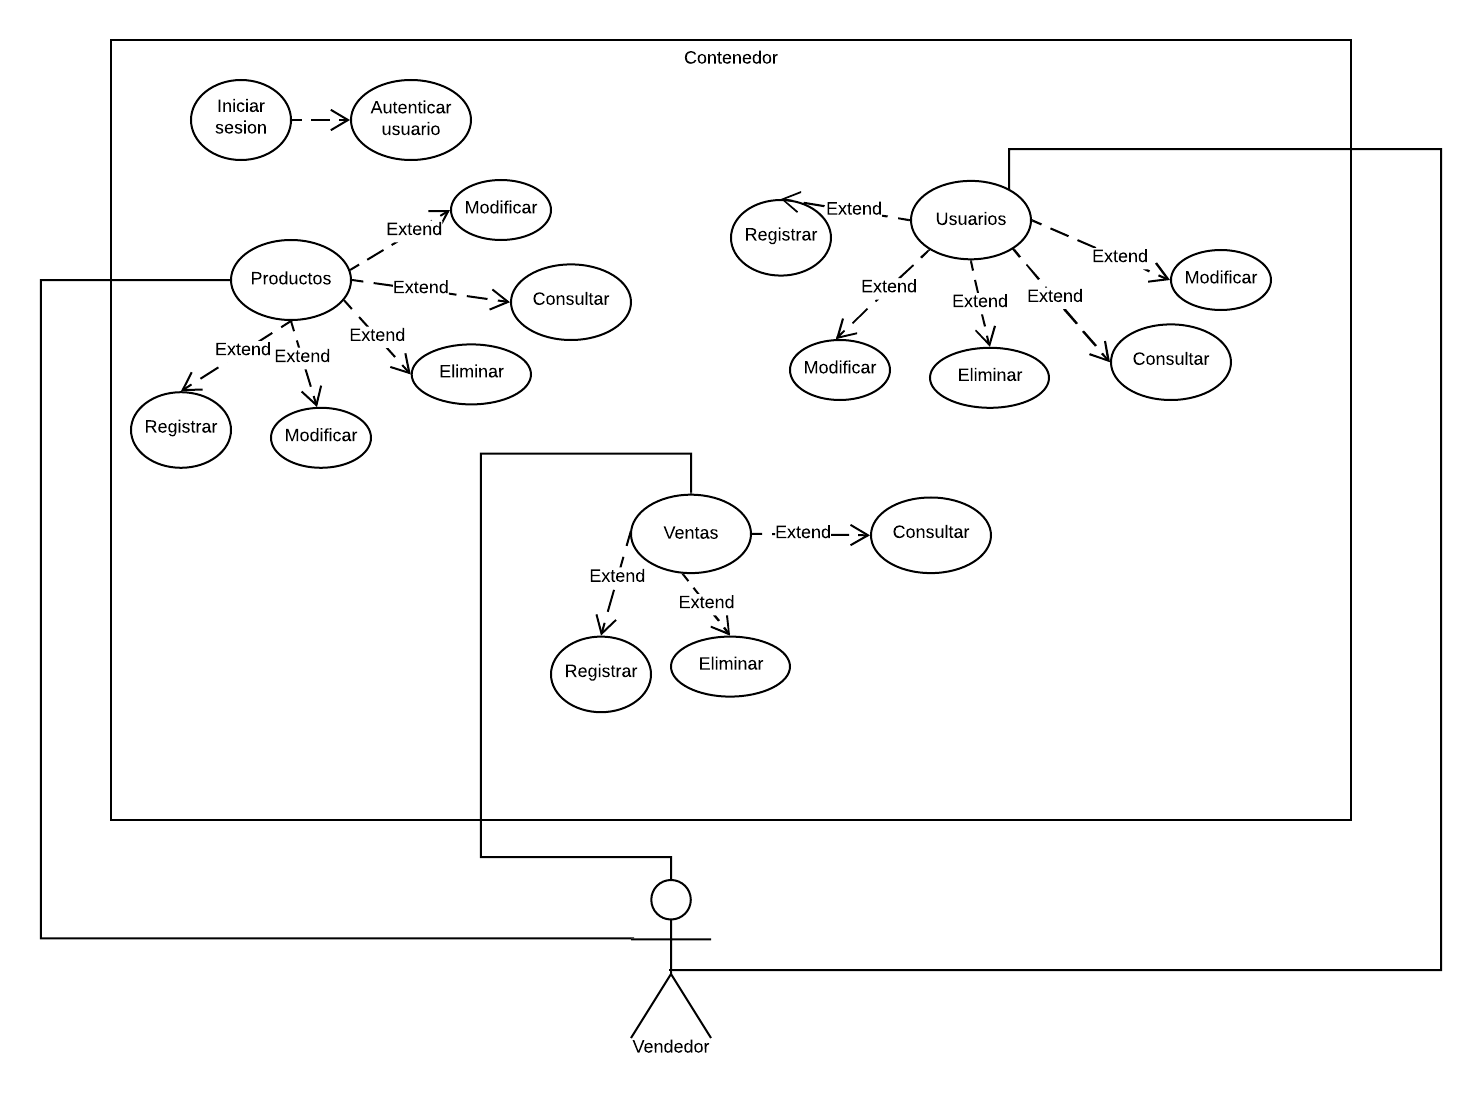 Contenedor
Iniciar
sesion
Autenticar
usuario
Productos
Extend
Modificar
Extend
Consultar
Extend
Eliminar
Extend
Registrar
Extend
Modificar
Usuarios
Extend
Registrar
Extend
Modificar
Extend
Eliminar
Extend
Consultar
Extend
Modificar
Ventas
Extend
Consultar
Extend
Registrar
Extend
Eliminar
Vendedor